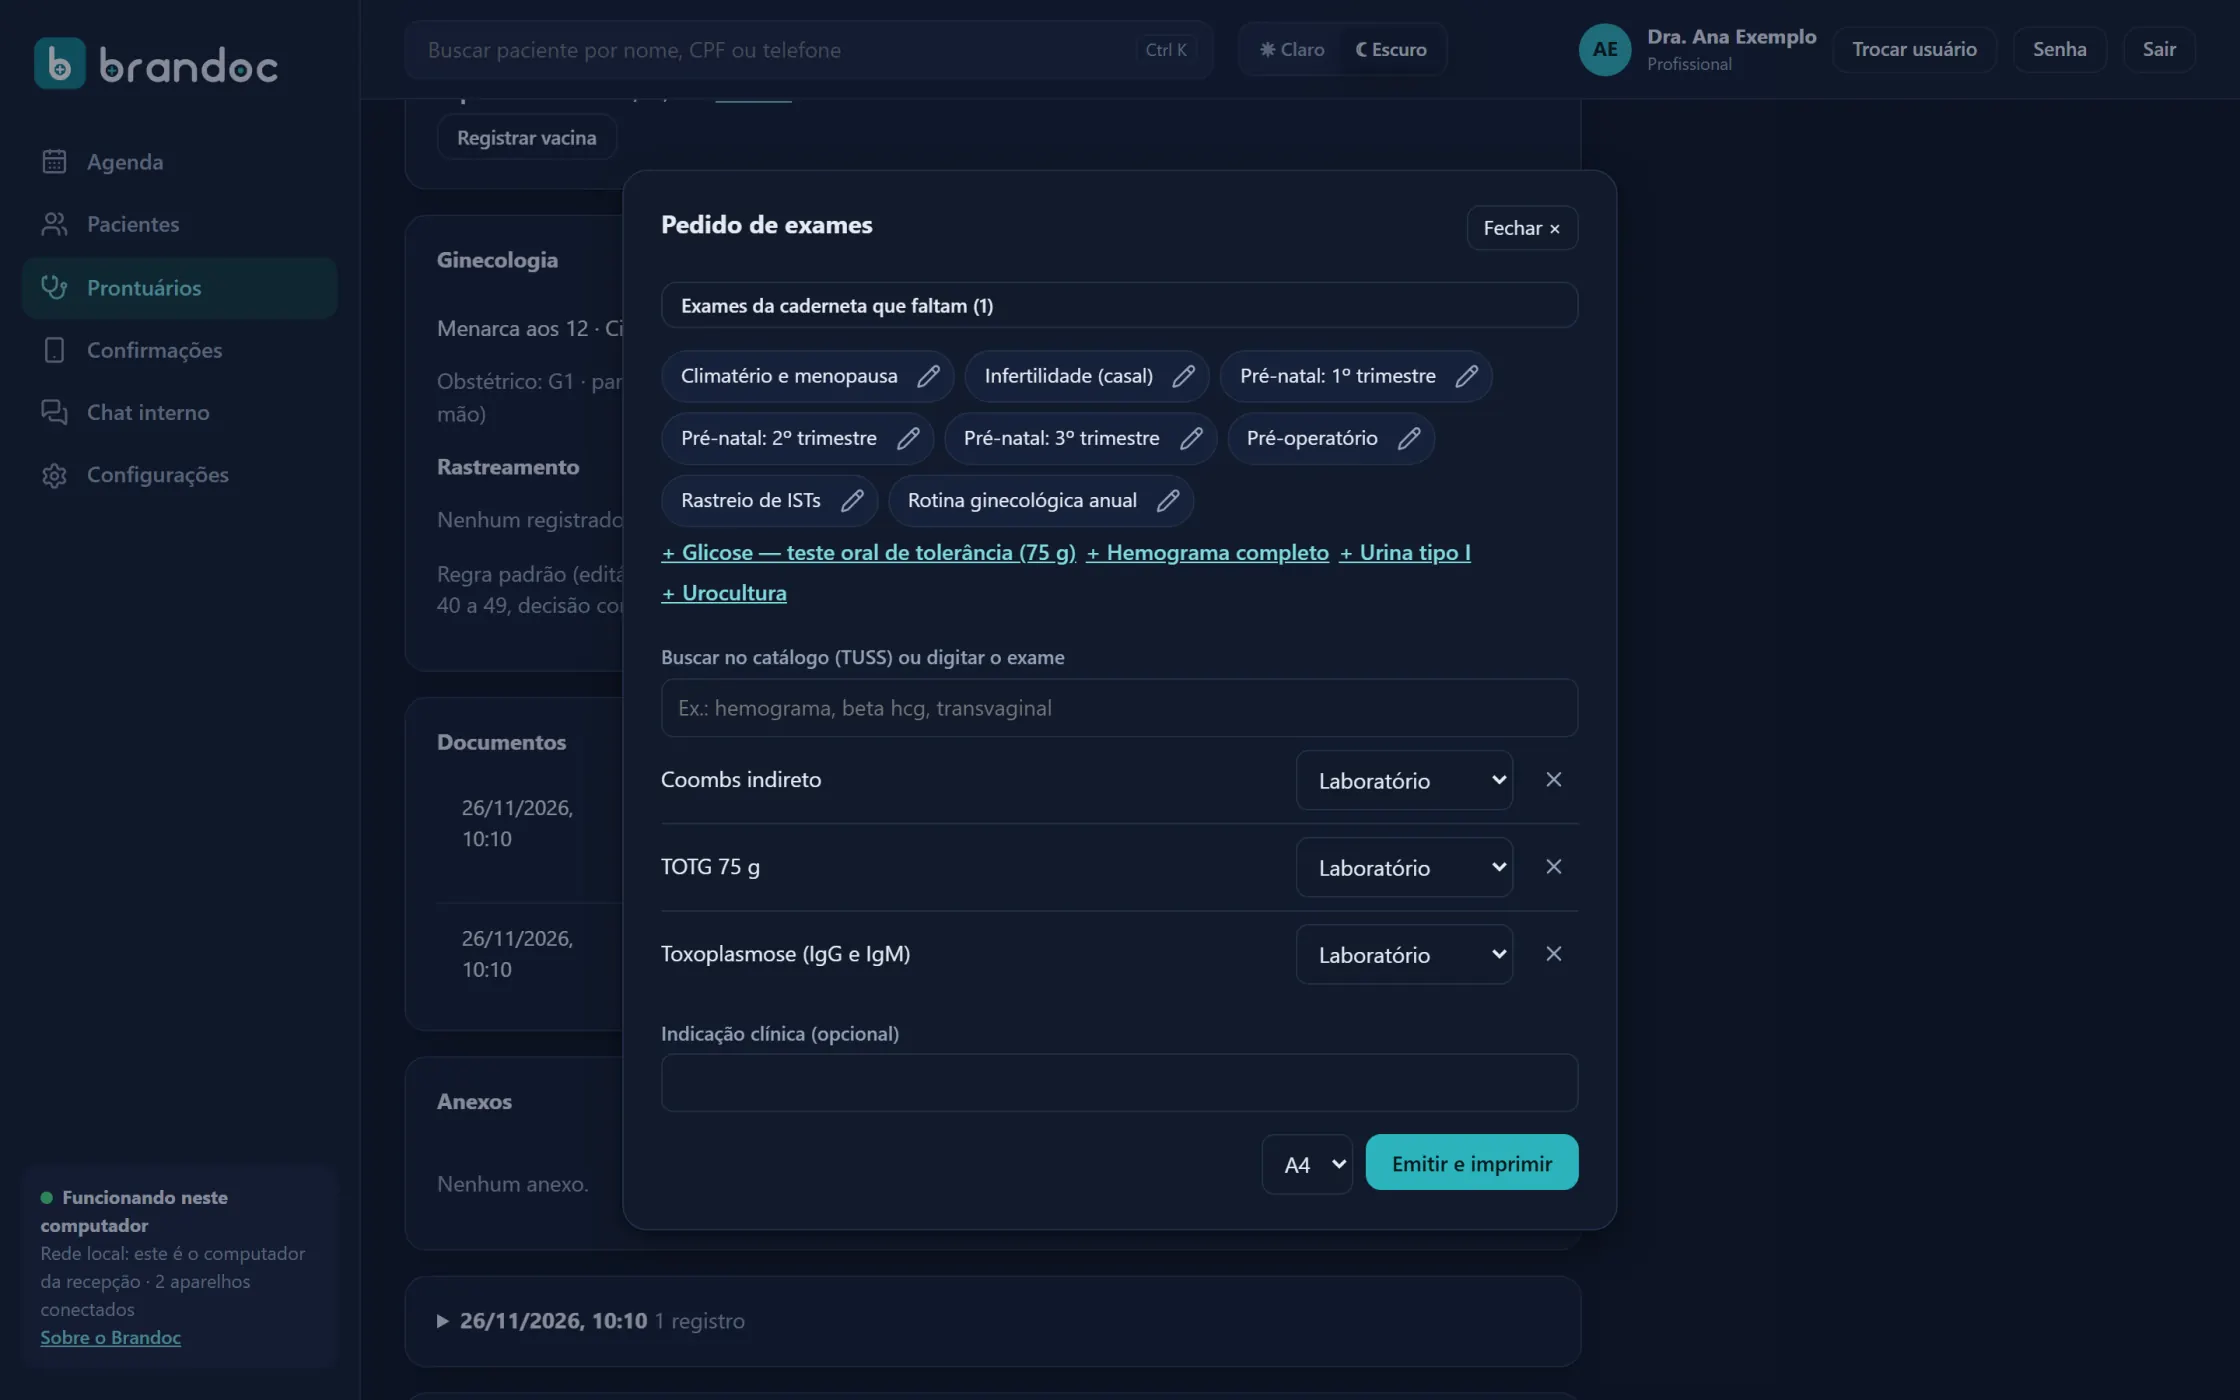 brandoc
Buscar paciente por nome, CPF ou telefone
Ctrl K
Claro
Escuro
AE
Dra. Ana Exemplo
Profissional
Trocar usuário
Senha
Sair
Agenda
Pacientes
Prontuários
Confirmações
Chat interno
Configurações
Registrar vacina
Ginecologia
Menarca aos 12 · Ci
Obstétrico: G1 · par
mão)
Rastreamento
Nenhum registrado
Regra padrão (editá
40 a 49, decisão co
Documentos
26/11/2026,
10:10
26/11/2026,
10:10
Anexos
Nenhum anexo.
▶ 26/11/2026, 10:10 1 registro
Pedido de exames
Fechar ×
Exames da caderneta que faltam (1)
Climatério e menopausa
Infertilidade (casal)
Pré-natal: 1º trimestre
Pré-natal: 2º trimestre
Pré-natal: 3º trimestre
Pré-operatório
Rastreio de ISTs
Rotina ginecológica anual
+ Glicose — teste oral de tolerância (75 g) + Hemograma completo + Urina tipo I
+ Urocultura
Buscar no catálogo (TUSS) ou digitar o exame
Ex.: hemograma, beta hcg, transvaginal
Coombs indireto
Laboratório
TOTG 75 g
Laboratório
Toxoplasmose (IgG e IgM)
Laboratório
Indicação clínica (opcional)
A4
Emitir e imprimir
Funcionando neste
computador
Rede local: este é o computador
da recepção · 2 aparelhos
conectados
Sobre o Brandoc